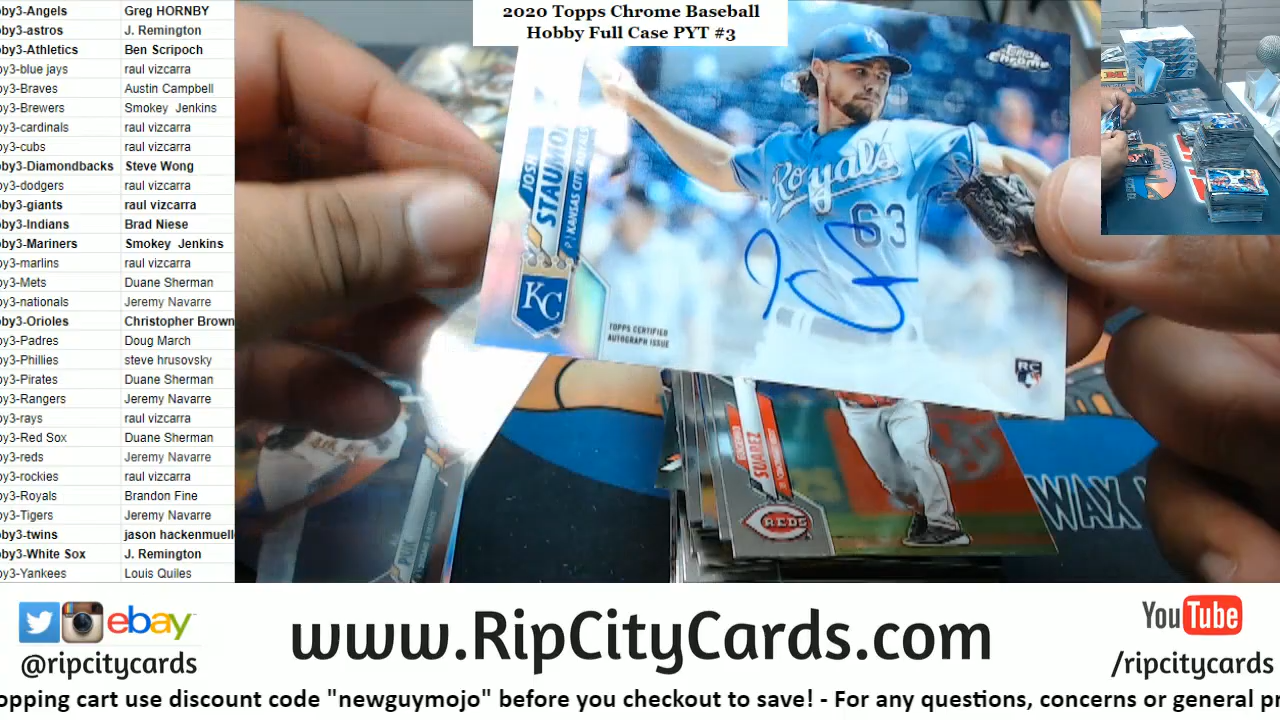 2020 Topps Chrome Baseball
Hobby Full Case PYT #3
by3-Angels Greg HORNBY
by3-astros J. Remington
by3-Athletics Ben Scripoch
by3-blue jays raul vizcarra
by3-Braves Austin Campbell
by3-Brewers Smokey Jenkins
by3-cardinals raul vizcarra
by3-cubs raul vizcarra
by3-Diamondbacks Steve Wong
by3-dodgers raul vizcarra
by3-giants raul vizcarra
by3-Indians Brad Niese
by3-Mariners Smokey Jenkins
by3-marlins raul vizcarra
by3-Mets Duane Sherman
by3-nationals Jeremy Navarre
by3-Orioles Christopher Brown
by3-Padres Doug March
by3-Phillies steve hrusovsky
by3-Pirates Duane Sherman
by3-Rangers Jeremy Navarre
by3-rays raul vizcarra
by3-Red Sox Duane Sherman
by3-reds Jeremy Navarre
by3-rockies raul vizcarra
by3-Royals Brandon Fine
by3-Tigers Jeremy Navarre
by3-twins jason hackenmuell
by3-White Sox J. Remington
by3-Yankees Louis Quiles
Topps Chrome
JOSH
STAUMONT
P | KANSAS CITY ROYALS
Royals
63
KC
TOPPS CERTIFIED
AUTOGRAPH ISSUE
RC
SUAREZ
REDS
PUK
WAX
ebay
@ripcitycards
www.RipCityCards.com
YouTube
/ripcitycards
opping cart use discount code "newguymojo" before you checkout to save! - For any questions, concerns or general pr